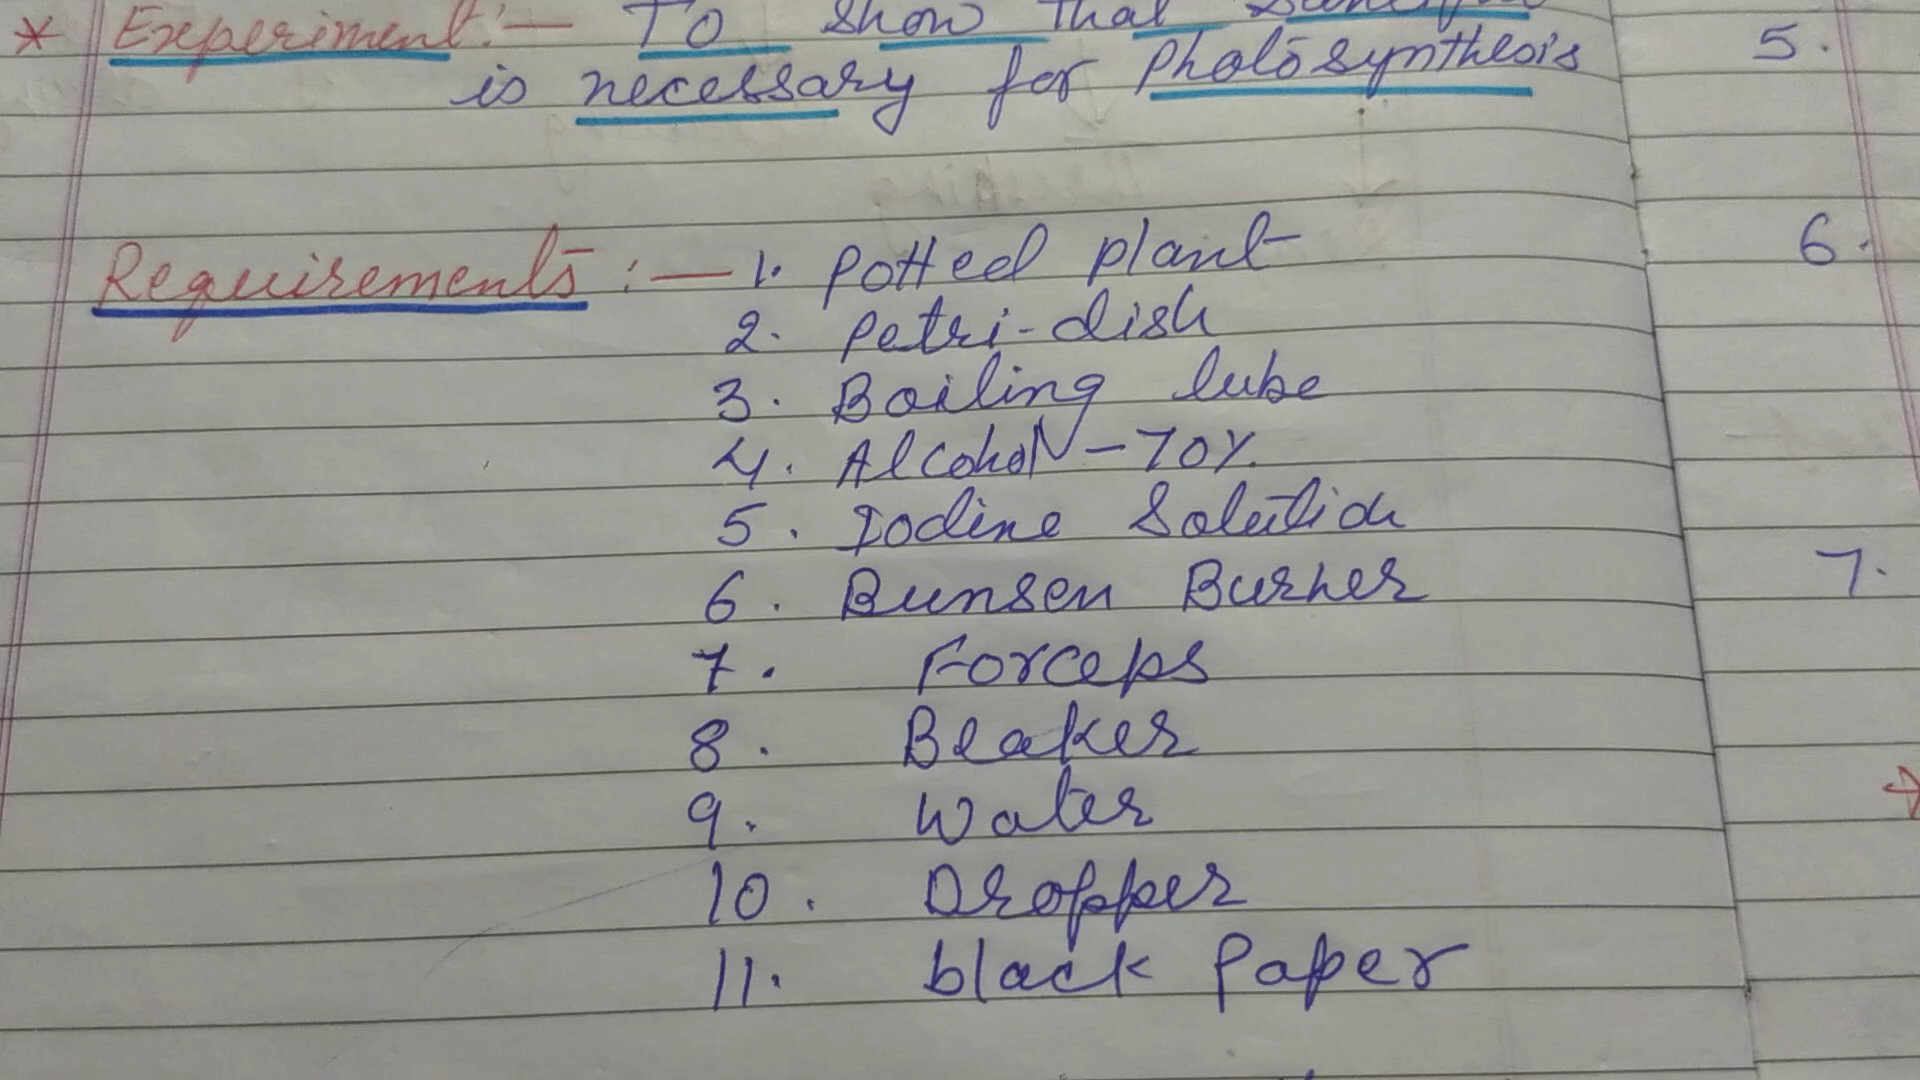 * Experiment :- To show that Sunlight
is necessary for Photosynthesis
Requirements :- 1. Potted plant
2. Petri-dish
3. Boiling tube
4. Alcohol - 70%
5. Iodine Solution
6. Bunsen Burner
7. Forceps
8. Beaker
9. Water
10. Dropper
11. black Paper
5.
6.
7.
→